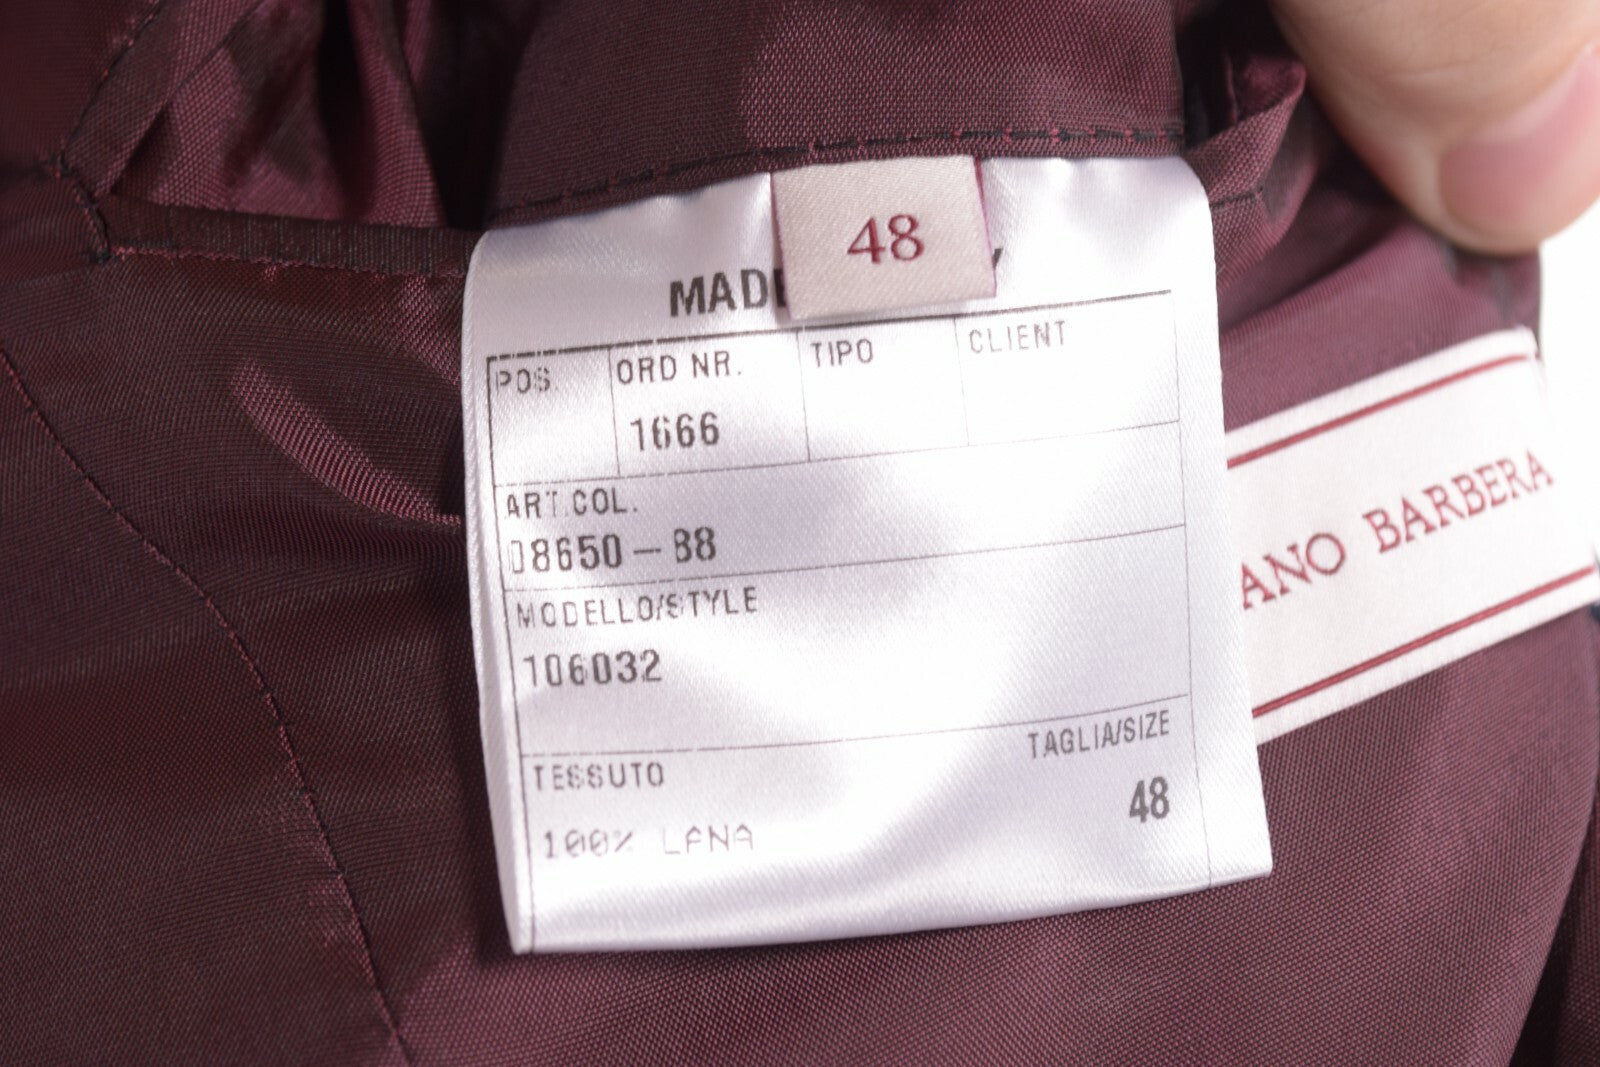 48
MADE
POS. ORD NR. TIPO CLIENT
1666
ART.COL.
08650-88
MODELLO/STYLE
106032
TESSUTO TAGLIA/SIZE
100% LANA 48
ANO BARBERA